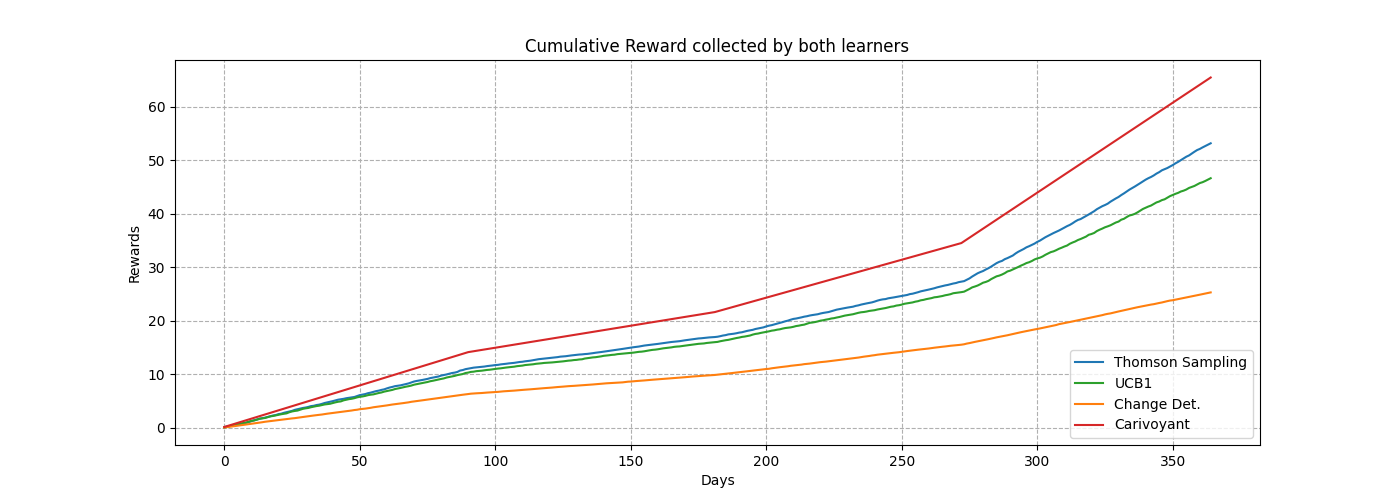 Cumulative Reward collected by both learners
Rewards
60
50
40
30
20
10
0
0 50 100 150 200 250 300 350
Days
Thomson Sampling
UCB1
Change Det.
Carivoyant